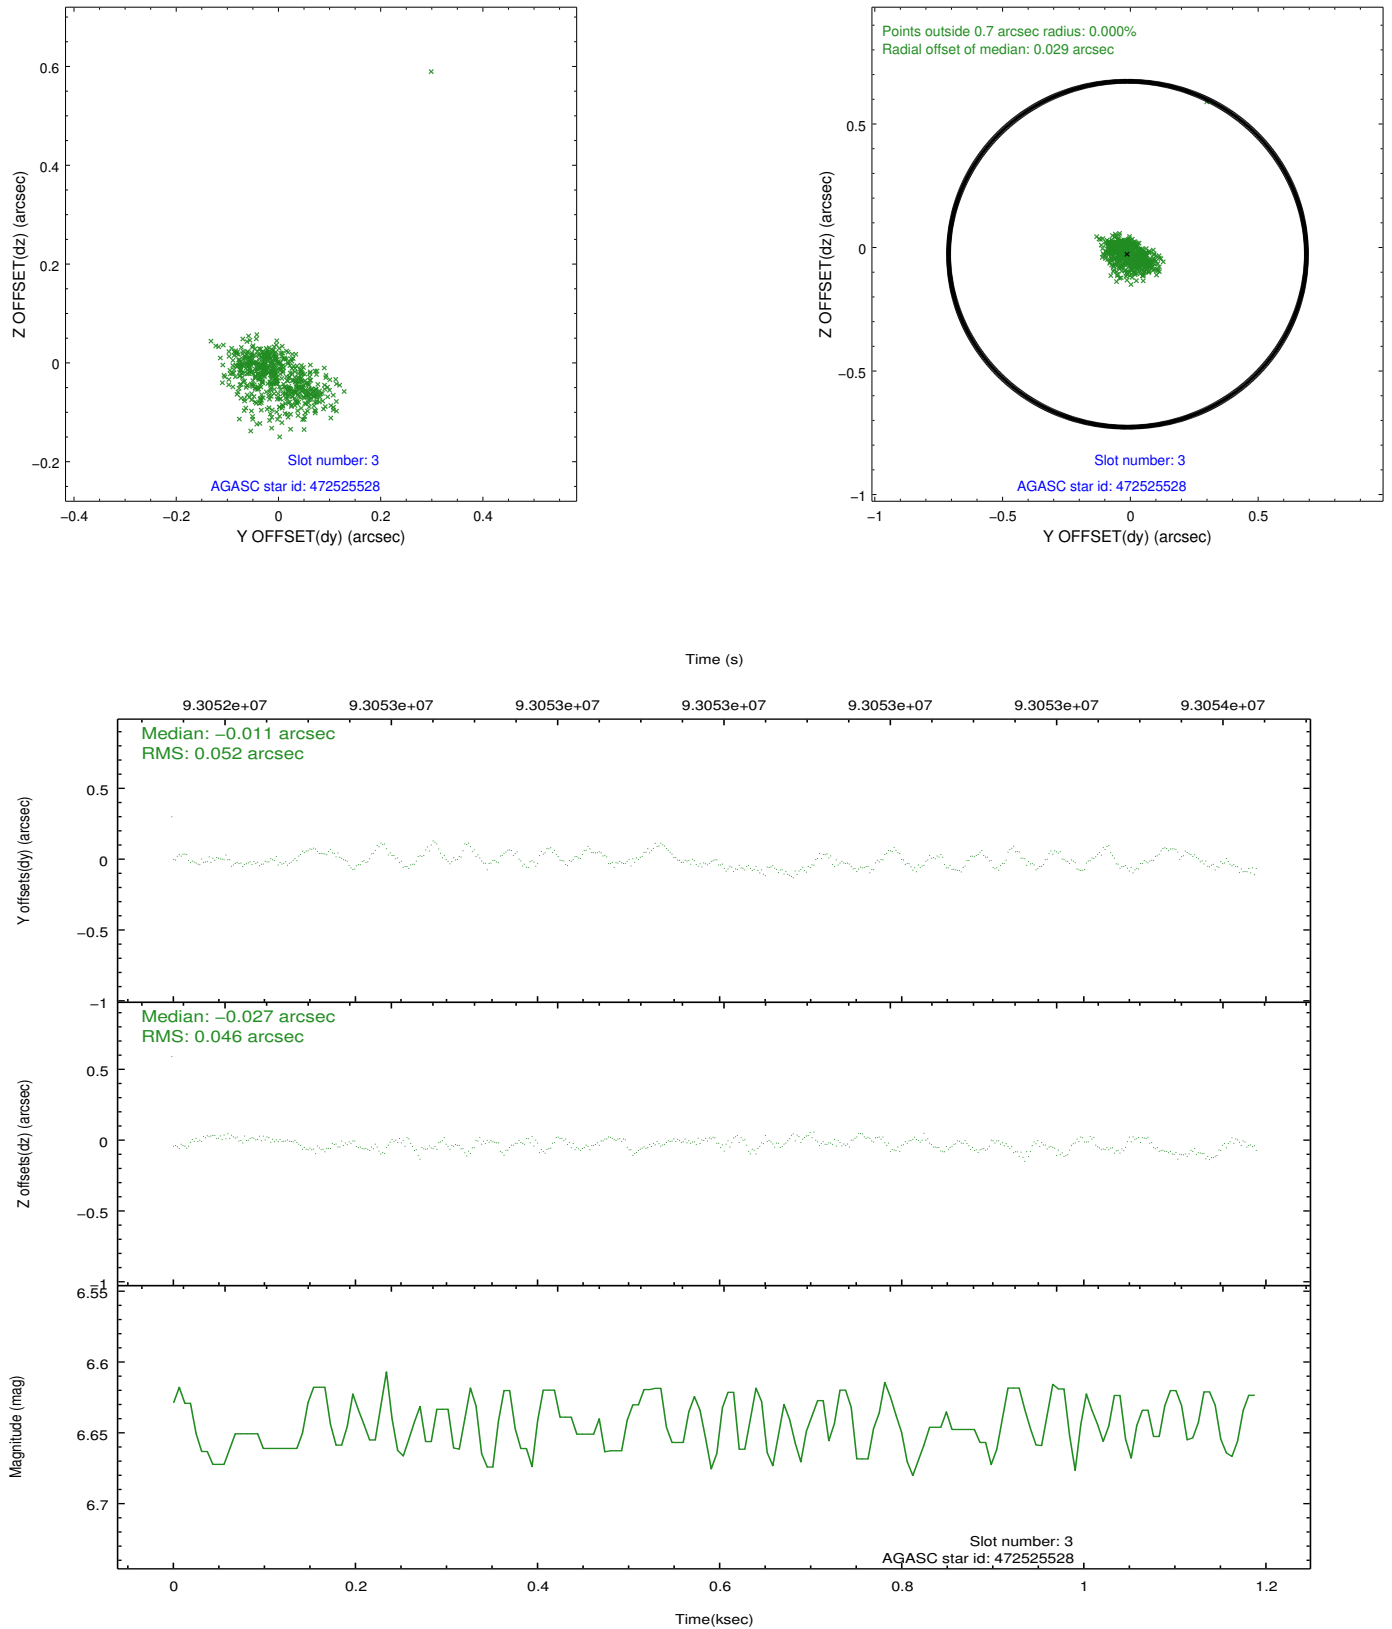 0.6
0.4
0.2
0
−0.2
Z OFFSET(dz) (arcsec)
Slot number: 3
AGASC star id: 472525528
−0.4
−0.2
0
0.2
0.4
Y OFFSET(dy) (arcsec)
Points outside 0.7 arcsec radius: 0.000%
Radial offset of median: 0.029 arcsec
0.5
0
−0.5
−1
Z OFFSET(dz) (arcsec)
Slot number: 3
AGASC star id: 472525528
−1
−0.5
0
0.5
Y OFFSET(dy) (arcsec)
Time (s)
9.3052e+07
9.3053e+07
9.3053e+07
9.3053e+07
9.3053e+07
9.3053e+07
9.3054e+07
Median: −0.011 arcsec
RMS: 0.052 arcsec
0.5
0
−0.5
−1
Y offsets(dy) (arcsec)
Median: −0.027 arcsec
RMS: 0.046 arcsec
0.5
0
−0.5
−1
Z offsets(dz) (arcsec)
6.55
6.6
6.65
6.7
Magnitude (mag)
Slot number: 3
AGASC star id: 472525528
0
0.2
0.4
0.6
0.8
1
1.2
Time(ksec)